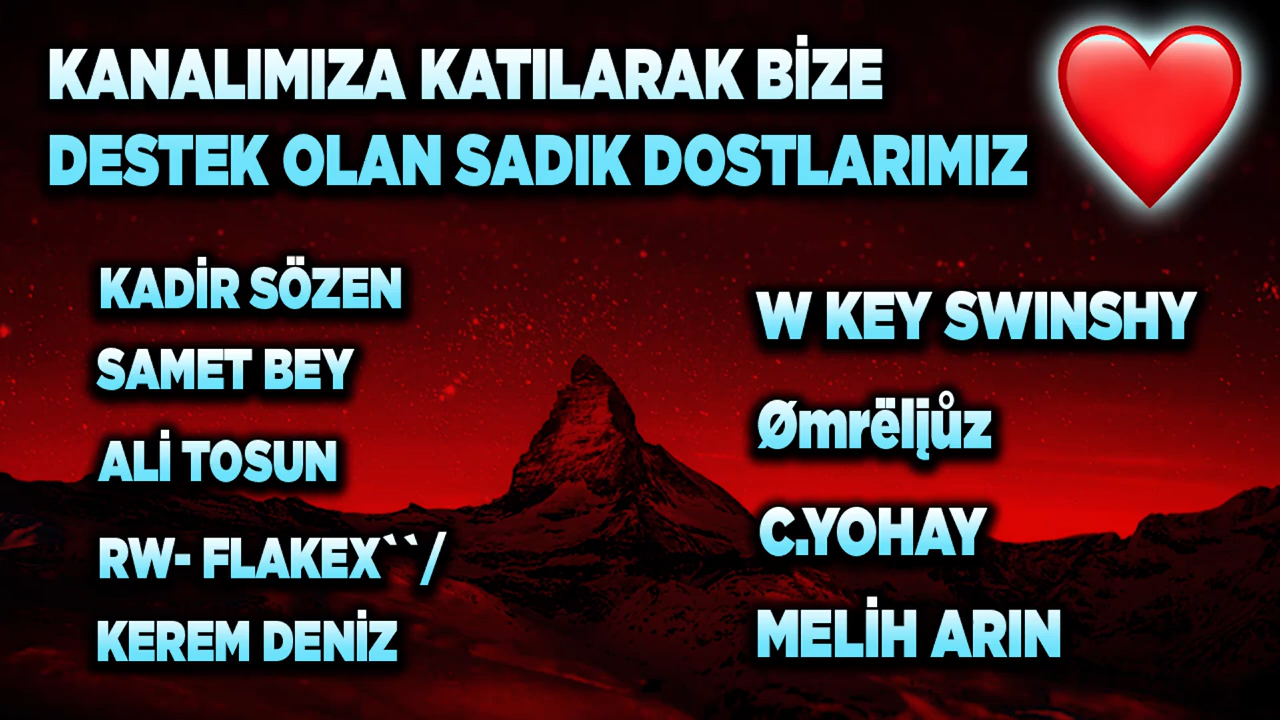 KANALIMIZA KATILARAK BİZE
DESTEK OLAN SADIK DOSTLARIMIZ
KADİR SÖZEN
SAMET BEY
ALİ TOSUN
RW- FLAKEX``/
KEREM DENİZ
W KEY SWINSHY
Ømrëlįůz
C.YOHAY
MELİH ARIN